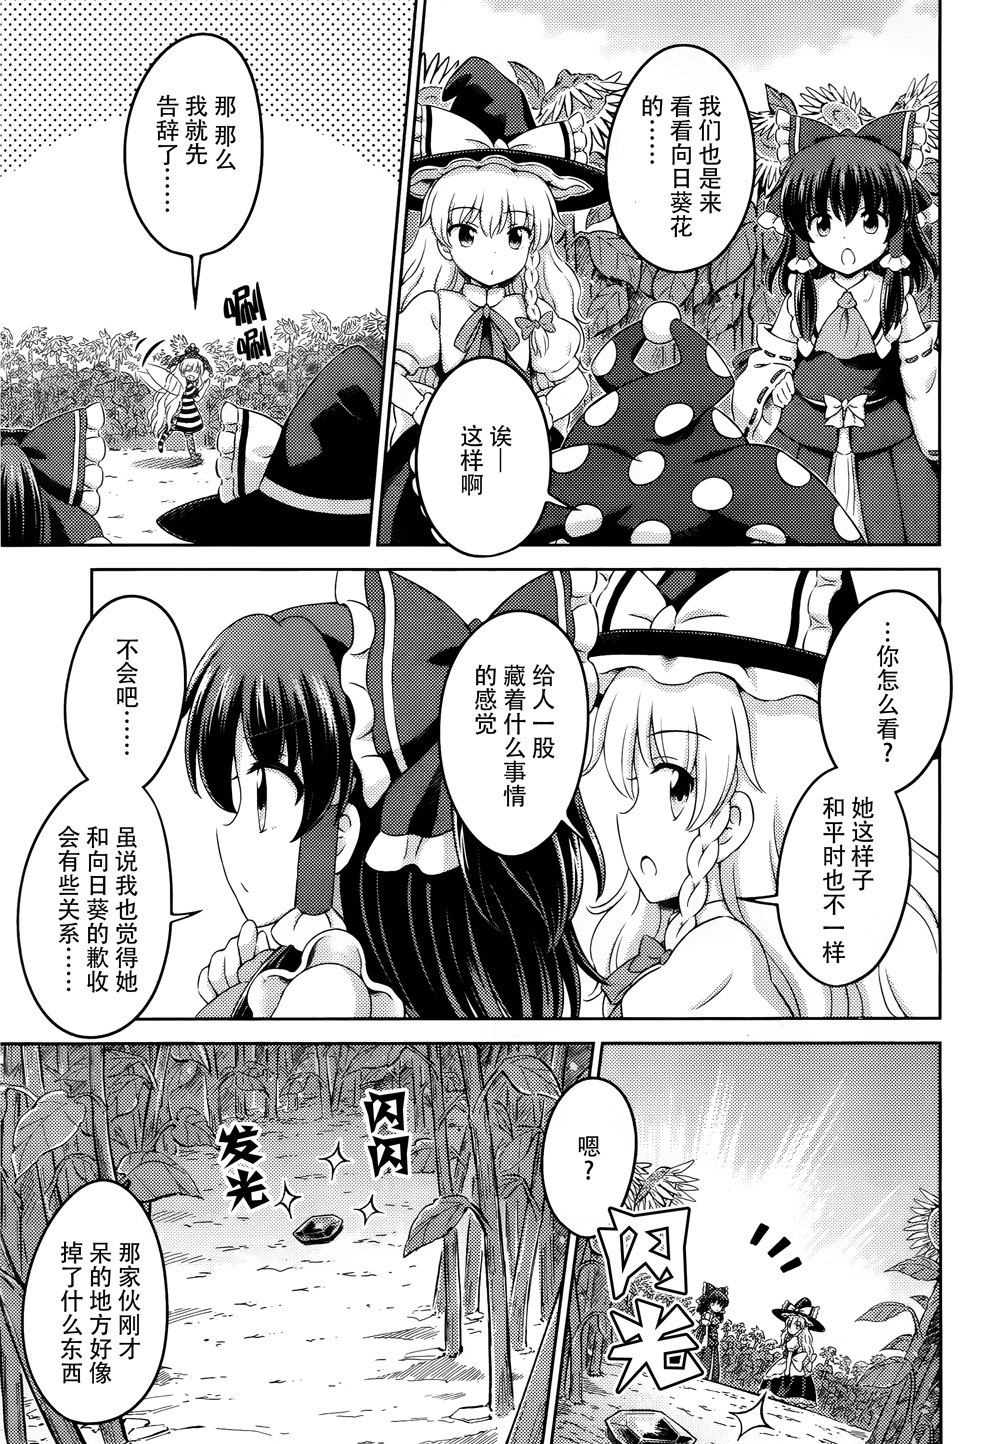 我们也是来
看看向日葵花
的……
诶—
这样啊
那 那么
我就先
告辞了……
唰
唰
…你怎么看?
她这样子
和平时也不一样
给人一股
藏着什么事情
的感觉
不会吧……
虽说我也觉得她
和向日葵的歉收
会有些关系……
嗯?
闪光
闪闪
发光
那家伙刚才
呆的地方好像
掉了什么东西